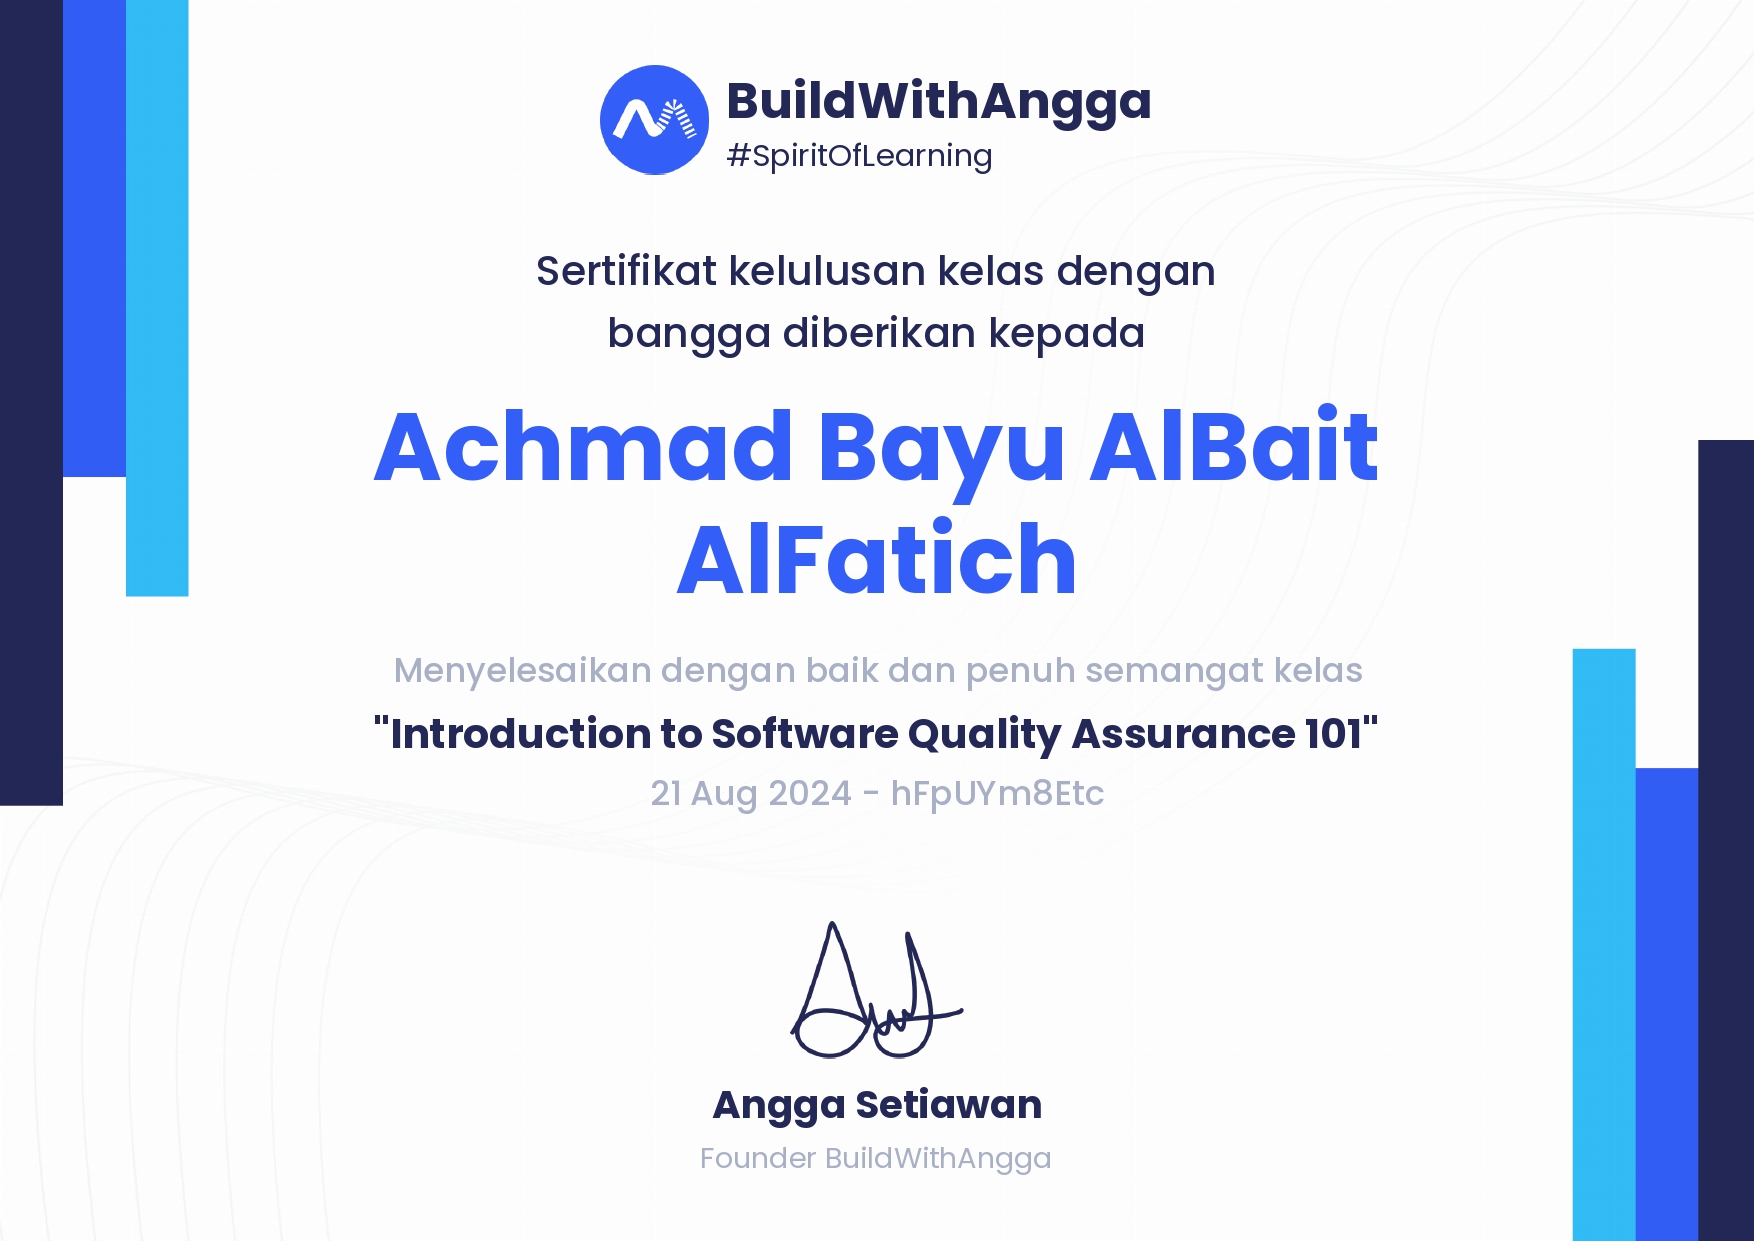 BuildWithAngga
#SpiritOfLearning
Sertifikat kelulusan kelas dengan
bangga diberikan kepada
Achmad Bayu AlBait
AlFatich
Menyelesaikan dengan baik dan penuh semangat kelas
"Introduction to Software Quality Assurance 101"
21 Aug 2024 - hFpUYm8Etc
Angga Setiawan
Founder BuildWithAngga